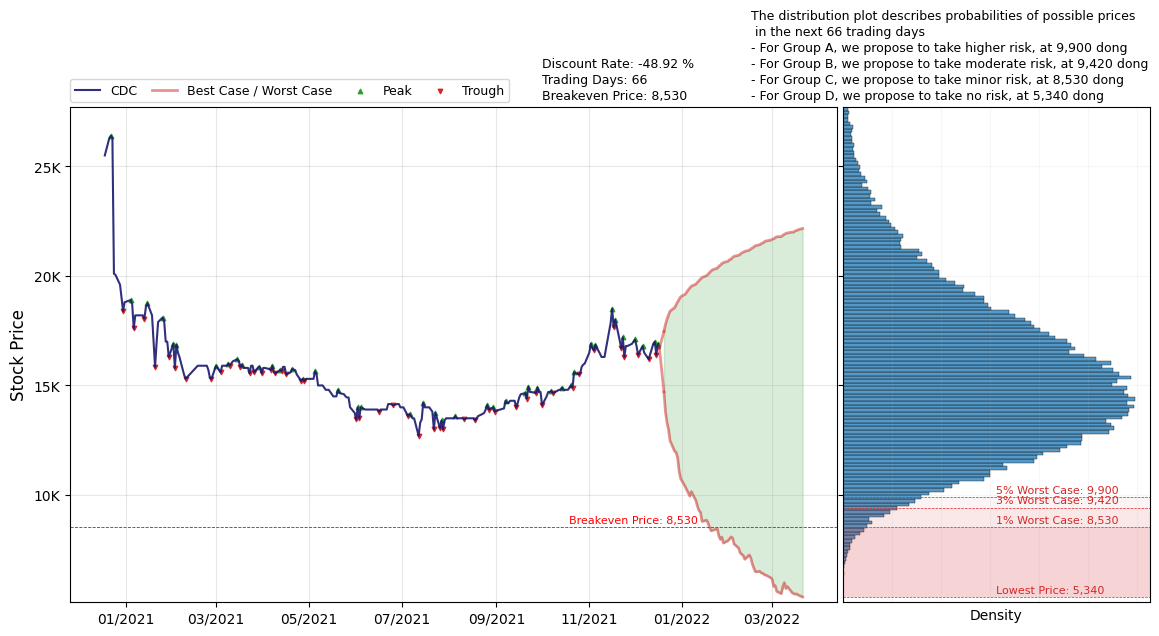 The distribution plot describes probabilities of possible prices
in the next 66 trading days
- For Group A, we propose to take higher risk, at 9,900 dong
- For Group B, we propose to take moderate risk, at 9,420 dong
- For Group C, we propose to take minor risk, at 8,530 dong
- For Group D, we propose to take no risk, at 5,340 dong
Discount Rate: -48.92 %
Trading Days: 66
Breakeven Price: 8,530
CDC Best Case / Worst Case Peak Trough
Stock Price
25K
20K
15K
10K
Breakeven Price: 8,530
5% Worst Case: 9,900
3% Worst Case: 9,420
1% Worst Case: 8,530
Lowest Price: 5,340
01/2021 03/2021 05/2021 07/2021 09/2021 11/2021 01/2022 03/2022
Density